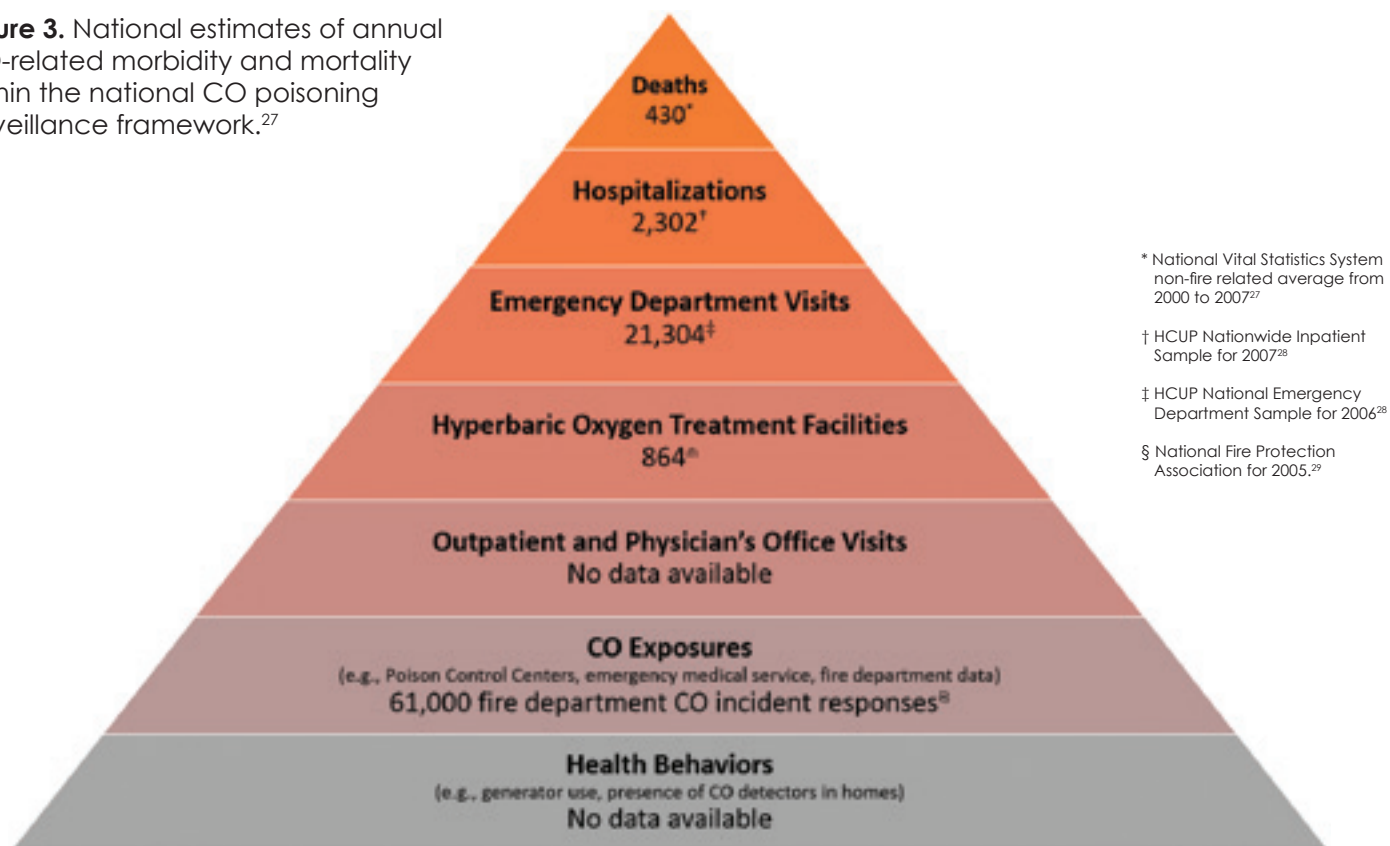 ure 3. National estimates of annual
-related morbidity and mortality
hin the national CO poisoning
veillance framework.27
Deaths
430*
Hospitalizations
2,302†
Emergency Department Visits
21,304‡
Hyperbaric Oxygen Treatment Facilities
864
Outpatient and Physician's Office Visits
No data available
CO Exposures
(e.g., Poison Control Centers, emergency medical service, fire department data)
61,000 fire department CO incident responses§
Health Behaviors
(e.g., generator use, presence of CO detectors in homes)
No data available
* National Vital Statistics System
non-fire related average from
2000 to 200727
† HCUP Nationwide Inpatient
Sample for 200728
‡ HCUP National Emergency
Department Sample for 200628
§ National Fire Protection
Association for 2005.29